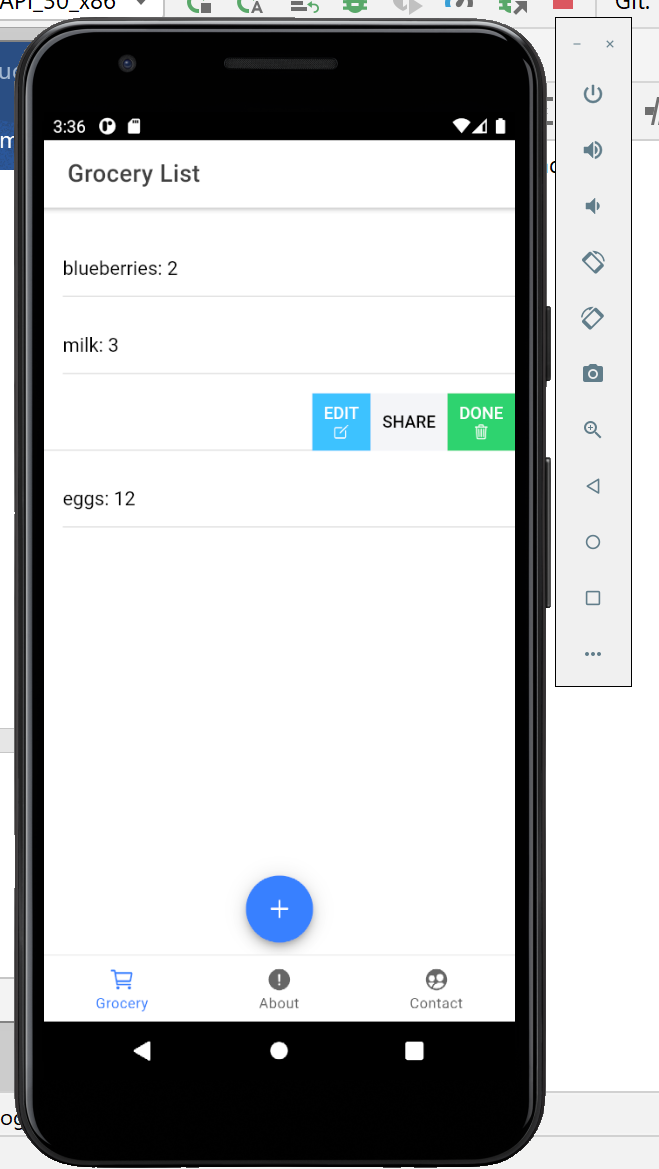 API_30_x86
Git:
3:36
Grocery List
blueberries: 2
milk: 3
EDIT SHARE DONE
eggs: 12
Grocery About Contact